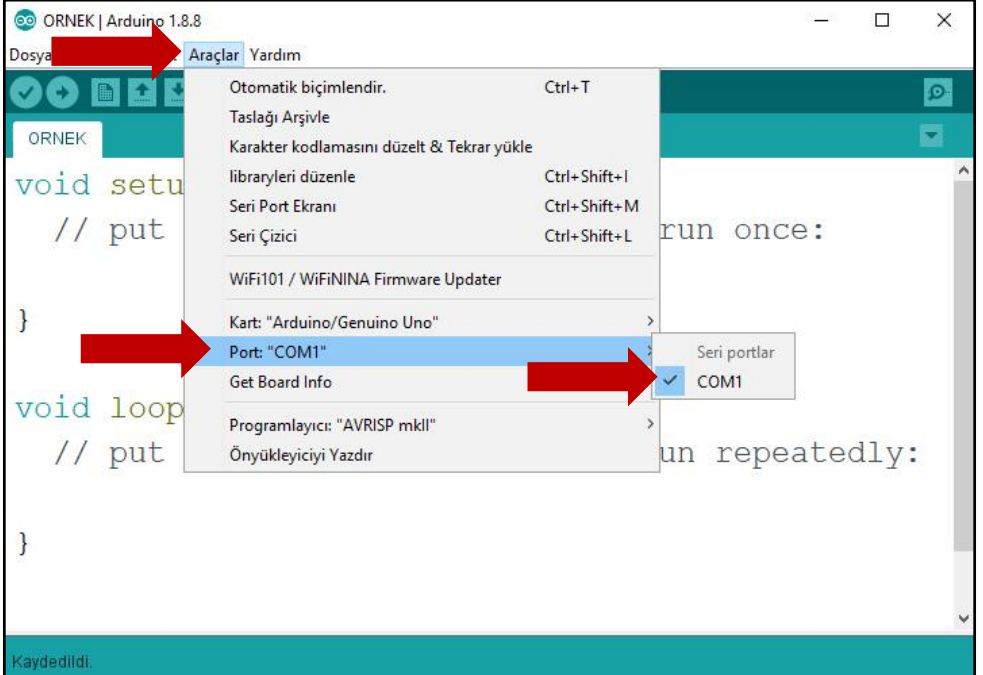 ORNEK | Arduino 1.8.8
Dosya Araçlar Yardım
ORNEK
Otomatik biçimlendir. Ctrl+T
Taslağı Arşivle
Karakter kodlamasını düzelt & Tekrar yükle
libraryleri düzenle Ctrl+Shift+I
Seri Port Ekranı Ctrl+Shift+M
Seri Çizici Ctrl+Shift+L
WiFi101 / WiFiNINA Firmware Updater
Kart: "Arduino/Genuino Uno"
Port: "COM1"
Get Board Info
Programlayıcı: "AVRISP mkII"
Önyükleyiciyi Yazdır
Seri portlar
COM1
void setu
// put run once:
}
void loop
// put un repeatedly:
}
Kaydedildi.